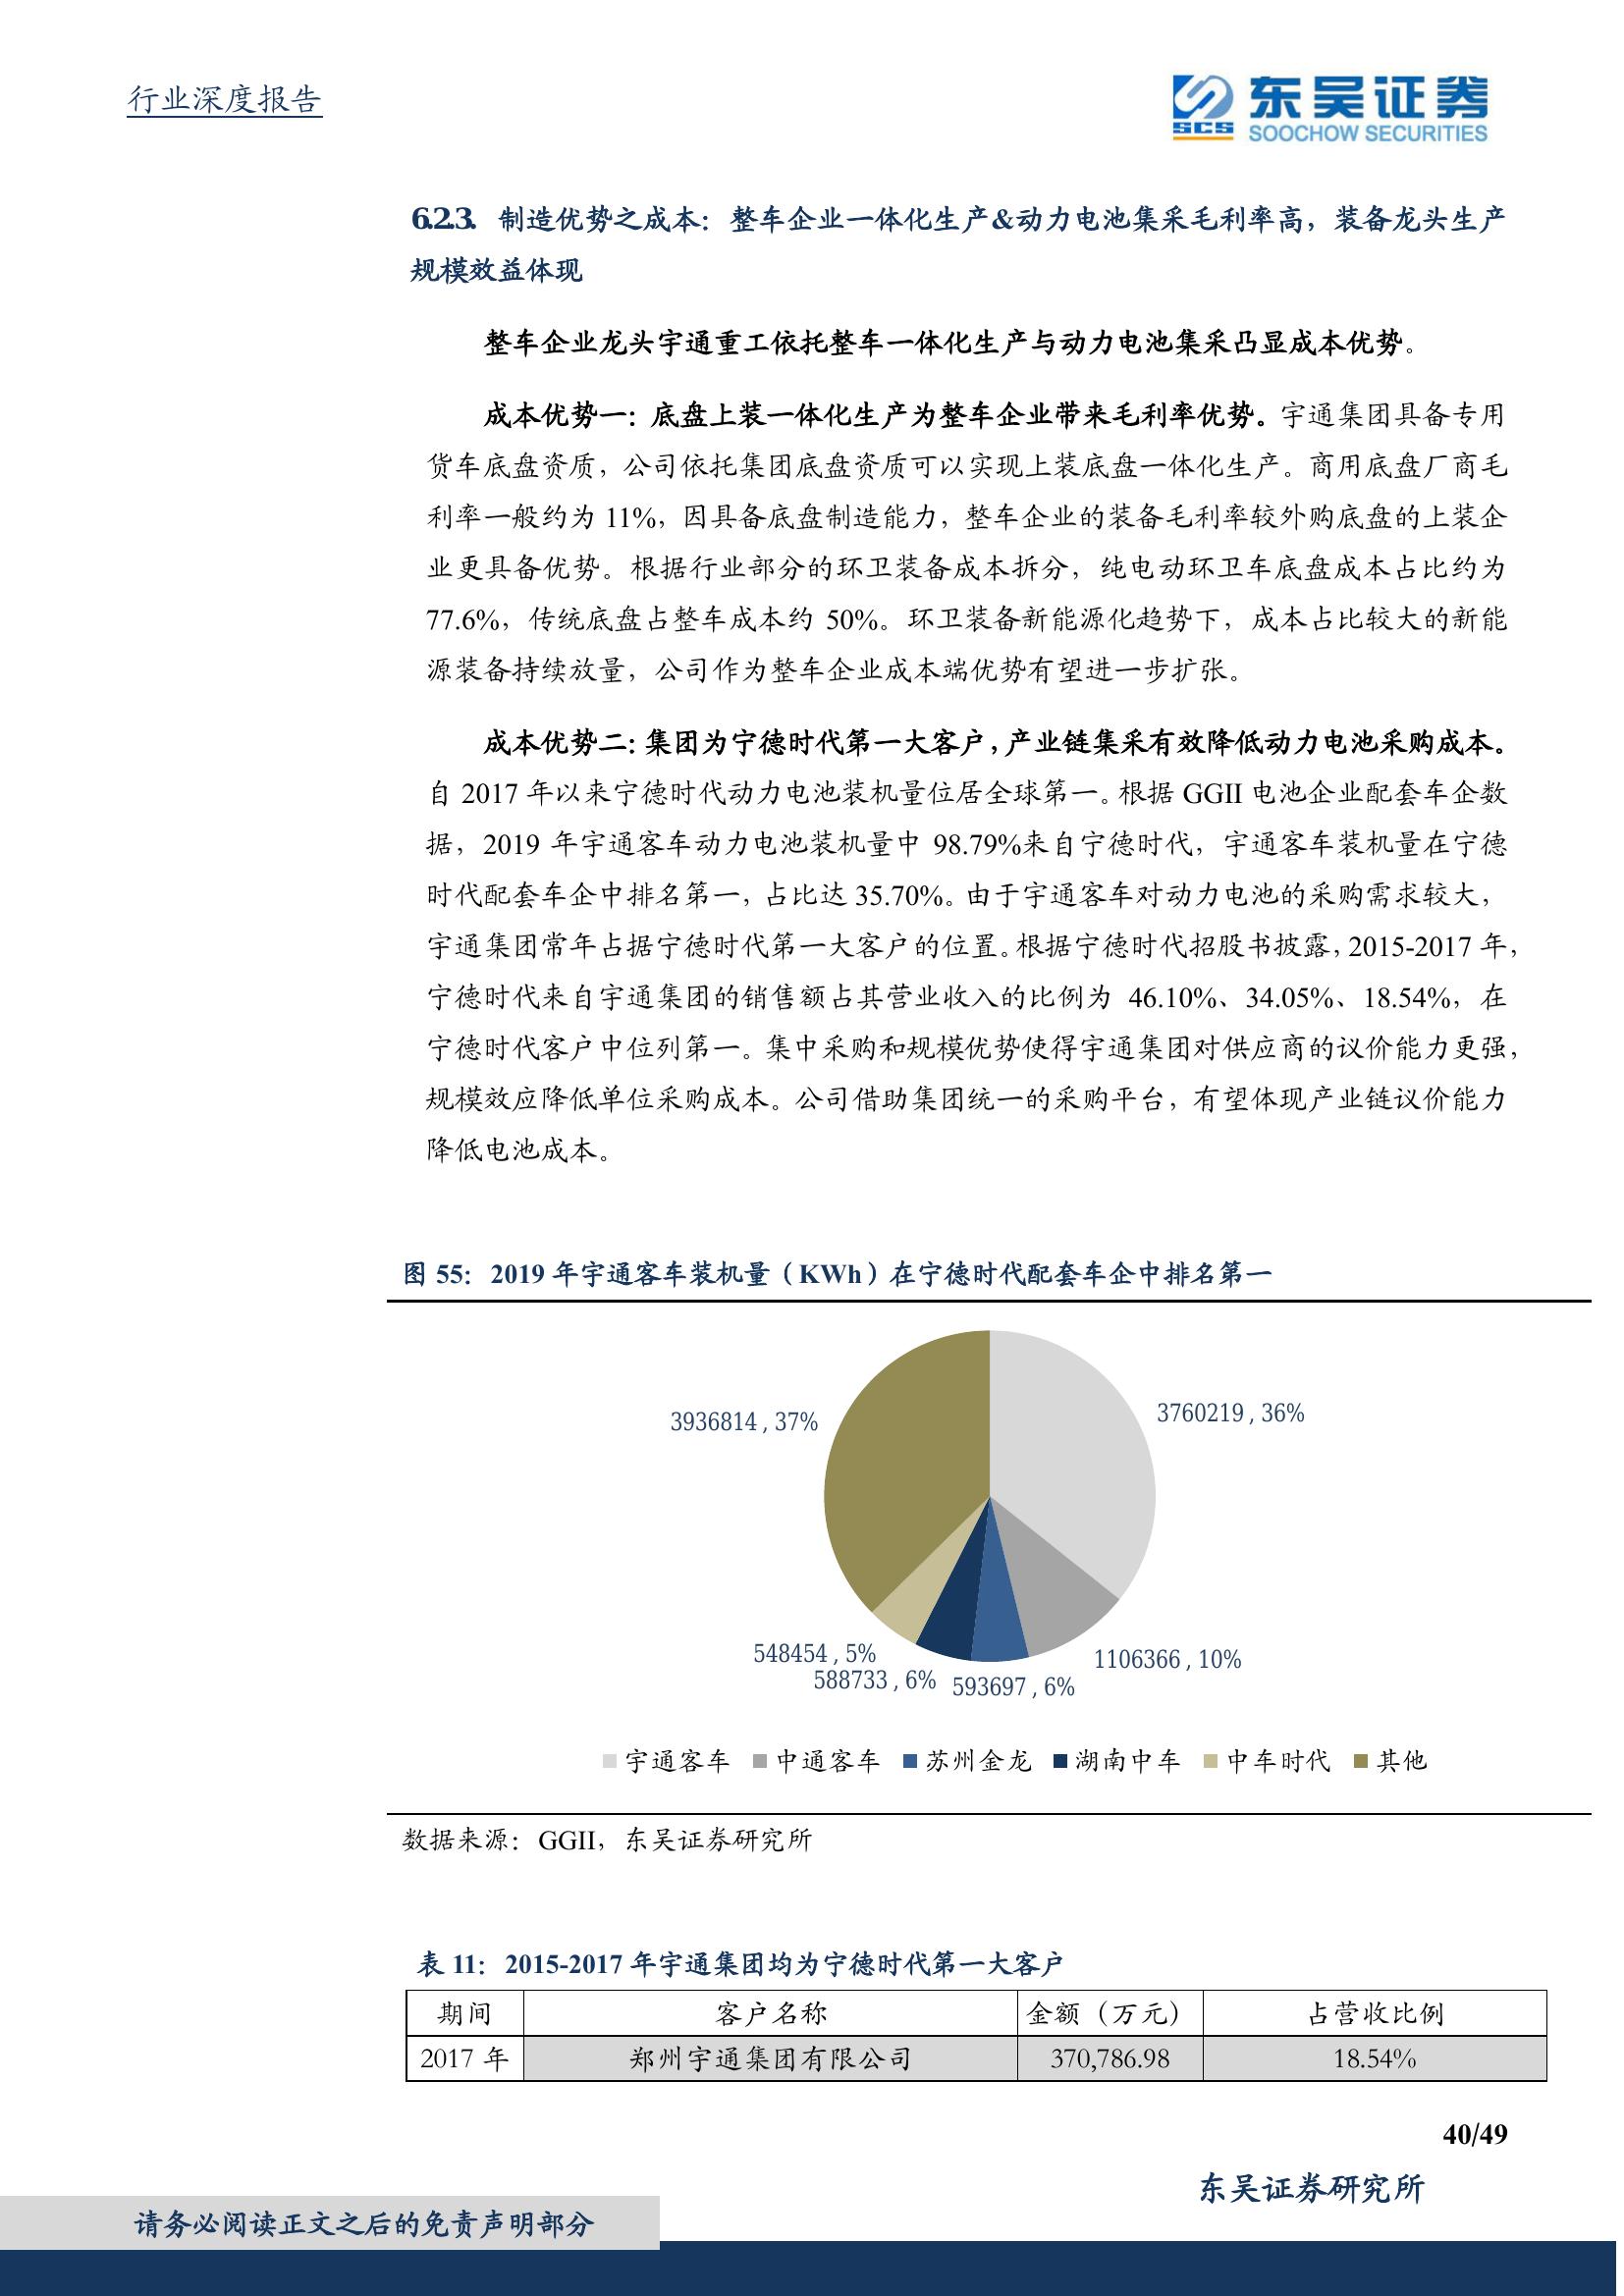 行业深度报告
SCS
东吴证券
SOOCHOW SECURITIES
6.2.3. 制造优势之成本：整车企业一体化生产&动力电池集采毛利率高，装备龙头生产
规模效益体现
整车企业龙头宇通重工依托整车一体化生产与动力电池集采凸显成本优势。
成本优势一：底盘上装一体化生产为整车企业带来毛利率优势。宇通集团具备专用
货车底盘资质，公司依托集团底盘资质可以实现上装底盘一体化生产。商用底盘厂商毛
利率一般约为 11%，因具备底盘制造能力，整车企业的装备毛利率较外购底盘的上装企
业更具备优势。根据行业部分的环卫装备成本拆分，纯电动环卫车底盘成本占比约为
77.6%，传统底盘占整车成本约 50%。环卫装备新能源化趋势下，成本占比较大的新能
源装备持续放量，公司作为整车企业成本端优势有望进一步扩张。
成本优势二：集团为宁德时代第一大客户，产业链集采有效降低动力电池采购成本。
自 2017 年以来宁德时代动力电池装机量位居全球第一。根据 GGII 电池企业配套车企数
据，2019 年宇通客车动力电池装机量中 98.79%来自宁德时代，宇通客车装机量在宁德
时代配套车企中排名第一，占比达 35.70%。由于宇通客车对动力电池的采购需求较大，
宇通集团常年占据宁德时代第一大客户的位置。根据宁德时代招股书披露，2015-2017 年，
宁德时代来自宇通集团的销售额占其营业收入的比例为 46.10%、34.05%、18.54%，在
宁德时代客户中位列第一。集中采购和规模优势使得宇通集团对供应商的议价能力更强，
规模效应降低单位采购成本。公司借助集团统一的采购平台，有望体现产业链议价能力
降低电池成本。
图 55：2019 年宇通客车装机量（KWh）在宁德时代配套车企中排名第一
3936814 , 37%
3760219 , 36%
548454 , 5%
588733 , 6%
593697 , 6%
1106366 , 10%
宇通客车 中通客车 苏州金龙 湖南中车 中车时代 其他
数据来源：GGII，东吴证券研究所
表 11：2015-2017 年宇通集团均为宁德时代第一大客户
期间 客户名称 金额（万元） 占营收比例
2017 年 郑州宇通集团有限公司 370,786.98 18.54%
40/49
东吴证券研究所
请务必阅读正文之后的免责声明部分